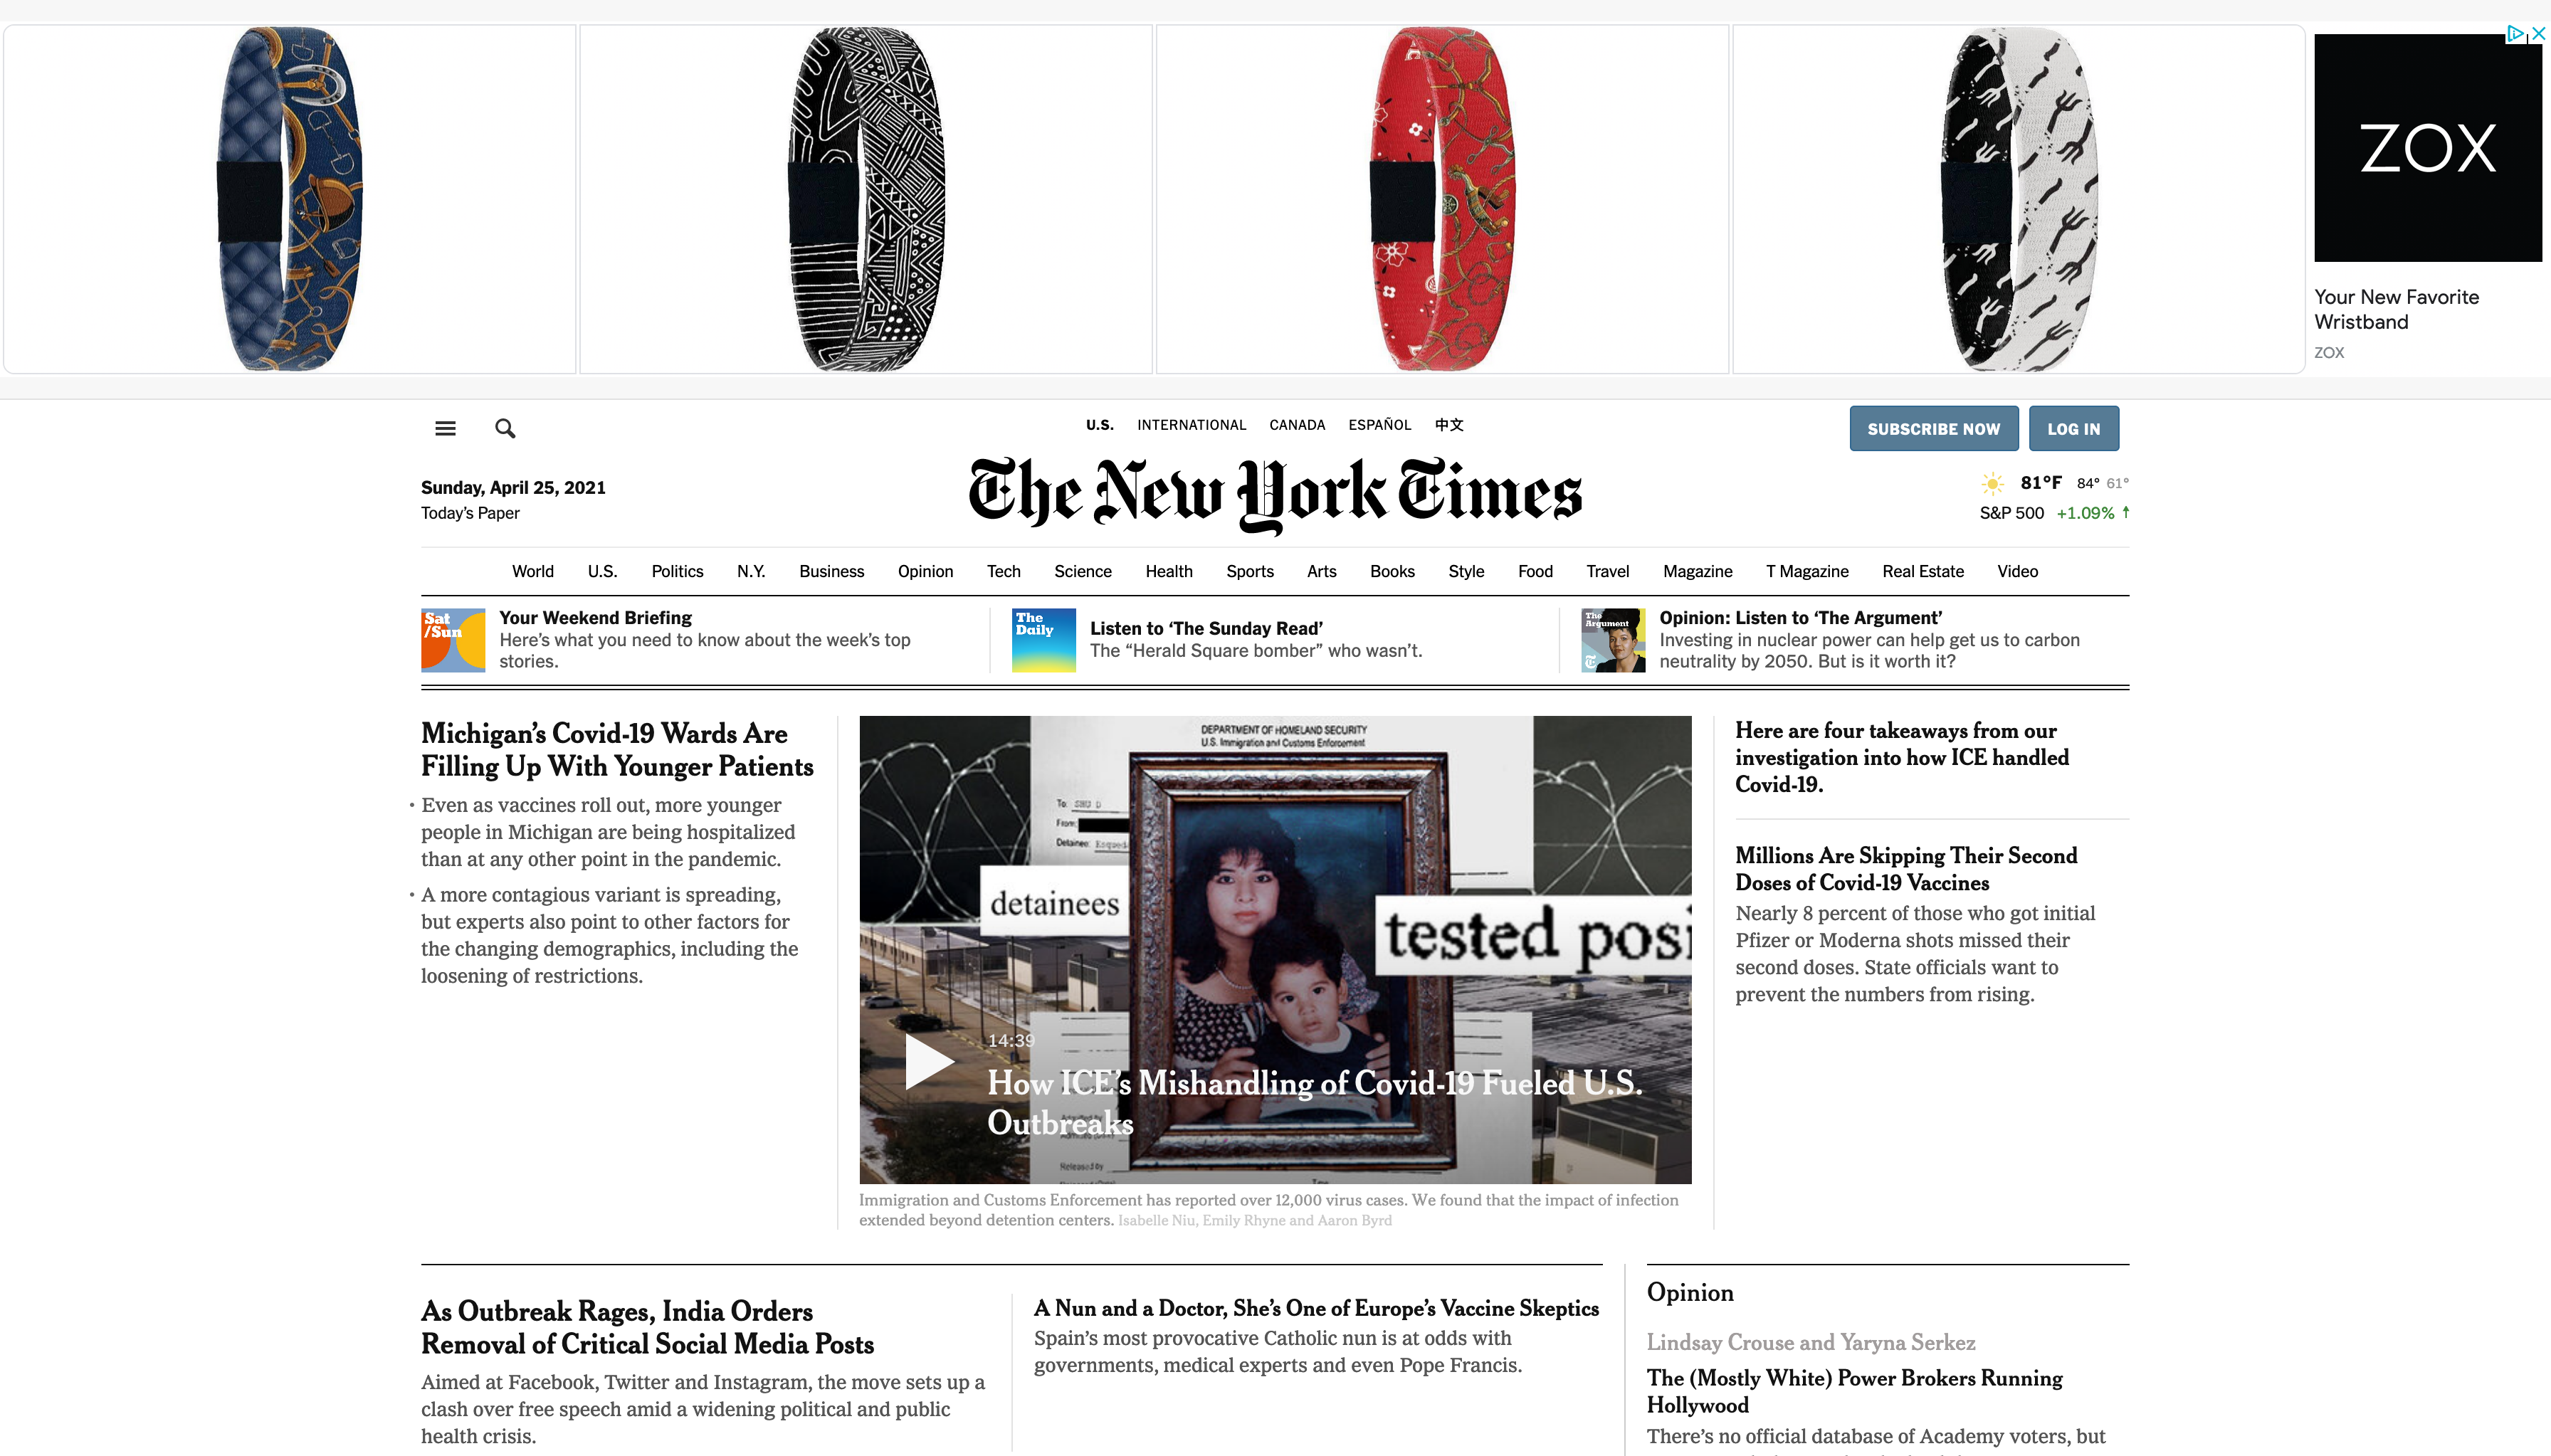 ZOX
Your New Favorite
Wristband
ZOX
U.S. INTERNATIONAL CANADA ESPAÑOL 中文
SUBSCRIBE NOW LOG IN
Sunday, April 25, 2021
Today's Paper
The New York Times
81°F 84° 61°
S&P 500 +1.09% ↑
World U.S. Politics N.Y. Business Opinion Tech Science Health Sports Arts Books Style Food Travel Magazine T Magazine Real Estate Video
Sat
/Sun
Your Weekend Briefing
Here's what you need to know about the week's top
stories.
The
Daily
Listen to ‘The Sunday Read’
The “Herald Square bomber” who wasn't.
The
Argument
Opinion: Listen to ‘The Argument’
Investing in nuclear power can help get us to carbon
neutrality by 2050. But is it worth it?
Michigan's Covid-19 Wards Are
Filling Up With Younger Patients
• Even as vaccines roll out, more younger
people in Michigan are being hospitalized
than at any other point in the pandemic.
• A more contagious variant is spreading,
but experts also point to other factors for
the changing demographics, including the
loosening of restrictions.
DEPARTMENT OF HOMELAND SECURITY
U.S. Immigration and Customs Enforcement
To: SHU D
From:
Detainee:
detainees
tested posi
14:39
How ICE's Mishandling of Covid-19 Fueled U.S.
Outbreaks
Released by
Immigration and Customs Enforcement has reported over 12,000 virus cases. We found that the impact of infection
extended beyond detention centers. Isabelle Niu, Emily Rhyne and Aaron Byrd
Here are four takeaways from our
investigation into how ICE handled
Covid-19.
Millions Are Skipping Their Second
Doses of Covid-19 Vaccines
Nearly 8 percent of those who got initial
Pfizer or Moderna shots missed their
second doses. State officials want to
prevent the numbers from rising.
As Outbreak Rages, India Orders
Removal of Critical Social Media Posts
Aimed at Facebook, Twitter and Instagram, the move sets up a
clash over free speech amid a widening political and public
health crisis.
A Nun and a Doctor, She's One of Europe's Vaccine Skeptics
Spain's most provocative Catholic nun is at odds with
governments, medical experts and even Pope Francis.
Opinion
Lindsay Crouse and Yaryna Serkez
The (Mostly White) Power Brokers Running
Hollywood
There's no official database of Academy voters, but